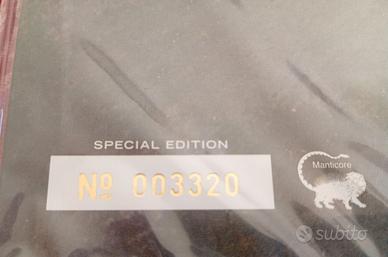 SPECIAL EDITION
Nº 003320
Manticore
subito